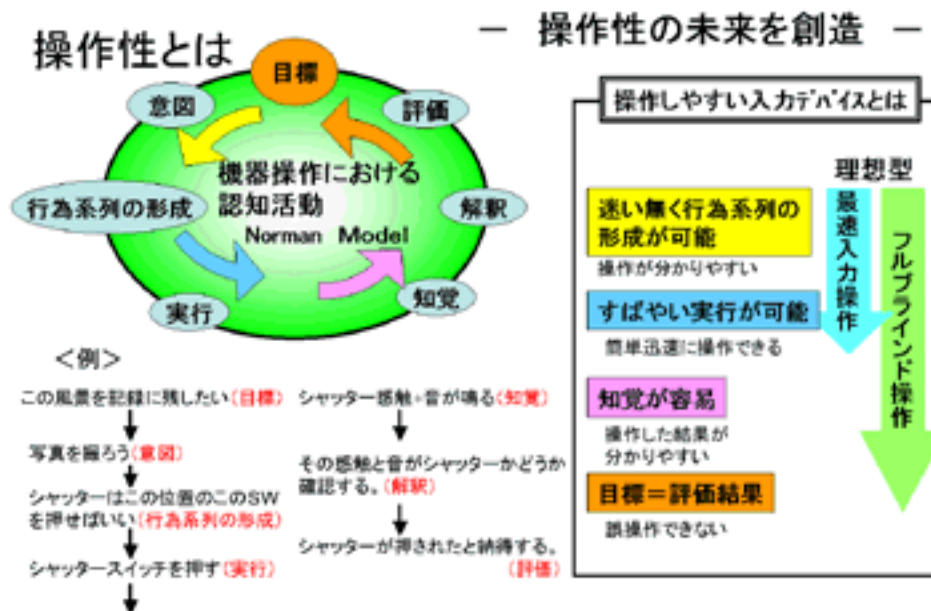 操作性とは
― 操作性の未来を創造 ―
目標
意図
評価
機器操作における
認知活動
Norman Model
行為系列の形成
解釈
実行
知覚
<例>
この風景を記録に残したい(目標)
写真を撮ろう(意図)
シャッターはこの位置のこのSW
を押せばいい(行為系列の形成)
シャッタースイッチを押す(実行)
シャッター感触+音が鳴る(知覚)
その感触と音がシャッターかどうか
確認する。(解釈)
シャッターが押されたと納得する。
(評価)
操作しやすい入力デバイスとは
理想型
迷い無く行為系列の
形成が可能
操作が分かりやすい
すばやい実行が可能
簡単迅速に操作できる
知覚が容易
操作した結果が
分かりやすい
目標=評価結果
誤操作できない
最速入力操作
フルブラインド操作